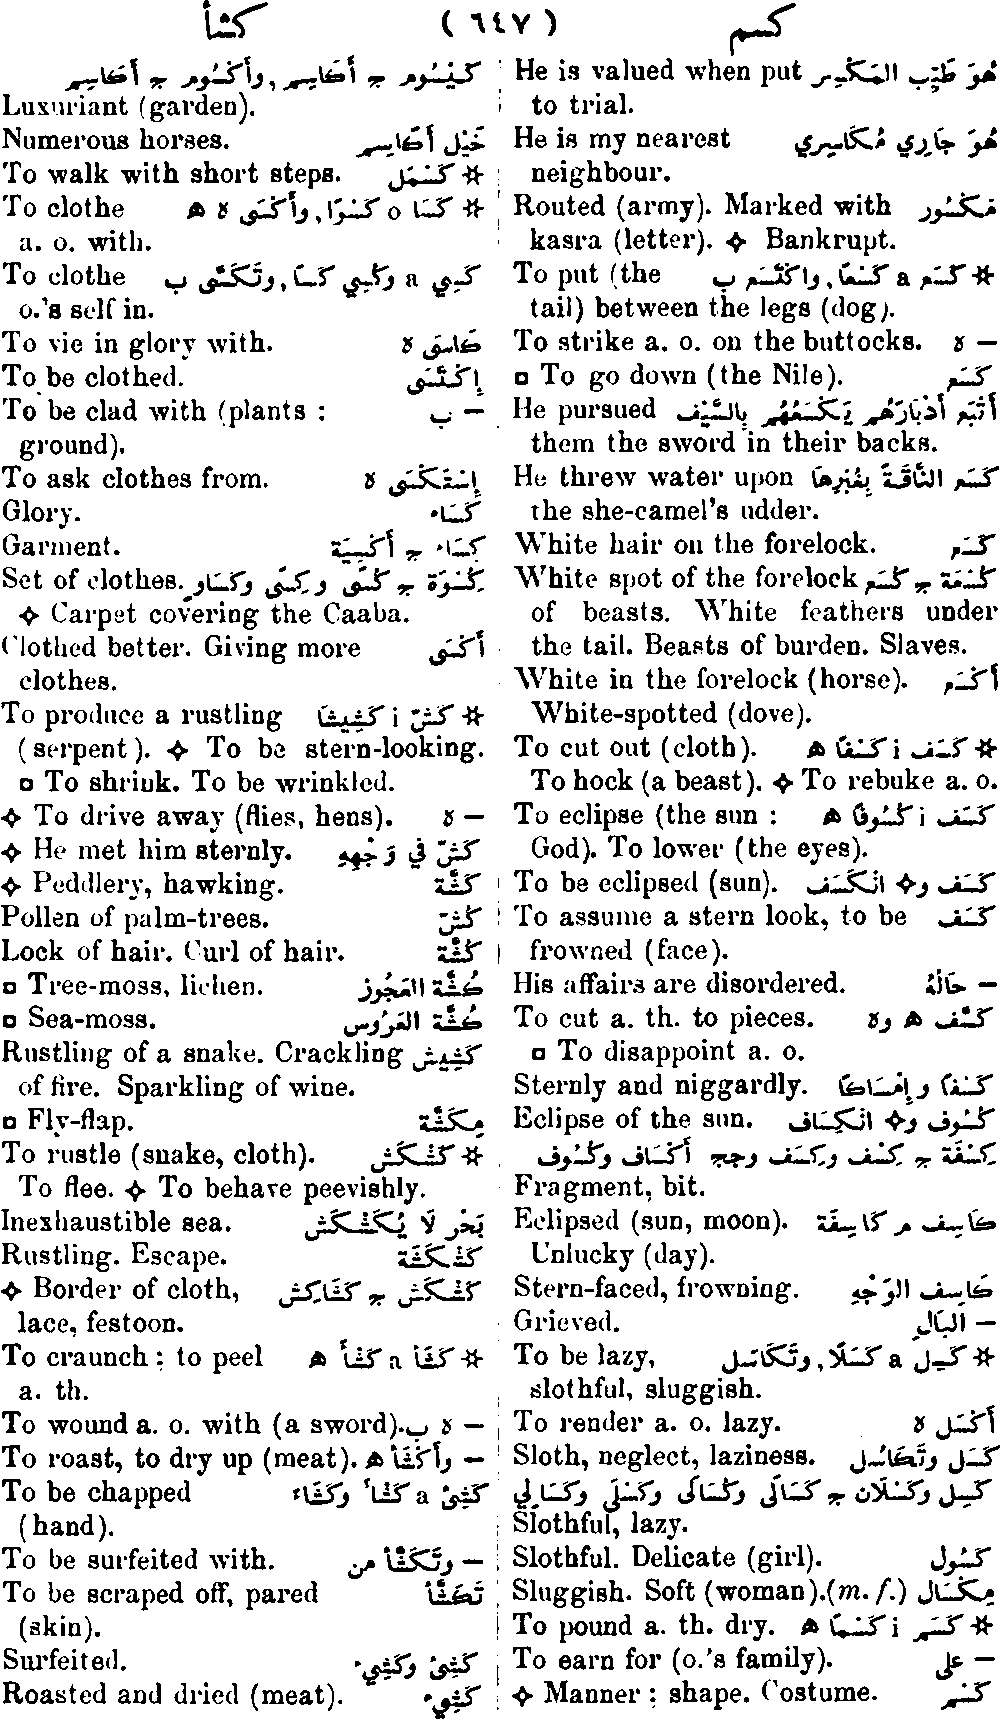 كسم ( ٦٤٧ ) كشأ
He is valued when put هُوَ طَيِّب المَكْسِر
to trial.
He is my nearest هُوَ جَارِي مُكَاسِرِي
neighbour.
Routed (army). Marked with مَكْسُور
kasra (letter). ✧ Bankrupt.
To put (the ☆ كَسَع a كَسْعًا, واكْتَسَع ب
tail) between the legs (dog).
To strike a. o. on the buttocks. — ه
▫ To go down (the Nile). كَسَع
He pursued أَتْبَع أَدْبَارَهُم يَكْسَعُهُم بِالسَّيْف
them the sword in their backs.
He threw water upon كَسَع النَّاقَةَ بِغُبْرِهَا
the she-camel's udder.
White hair on the forelock. كَسَع
White spot of the forelock كُسْعَة ج كُسَع
of beasts. White feathers under
the tail. Beasts of burden. Slaves.
White in the forelock (horse). أَكْسَع
White-spotted (dove).
To cut out (cloth). ☆ كَسَف i كَسْفًا ه
To hock (a beast). ✧ To rebuke a. o.
To eclipse (the sun : كَسَف i كُسُوفًا ه
God). To lower (the eyes).
To be eclipsed (sun). كَسَف و✧ انْكَسَف
To assume a stern look, to be كَسَف
frowned (face).
His affairs are disordered. — حَالُهُ
To cut a. th. to pieces. كَسَّف ه وه
▫ To disappoint a. o.
Sternly and niggardly. كَسْفًا وإِمْسَاكًا
Eclipse of the sun. كُسُوف و✧ انْكِسَاف
كِسْفَة ج كِسْف وكِسَف وجج أَكْسَاف وكُسُوف
Fragment, bit.
Eclipsed (sun, moon). كَاسِف م كَاسِفَة
Unlucky (day).
Stern-faced, frowning. كَاسِف الوَجْهِ
Grieved. — البَالِ
To be lazy, ☆ كَسِل a كَسَلًا, وتَكَاسَل
slothful, sluggish.
To render a. o. lazy. أَكْسَل ه
Sloth, neglect, laziness. كَسَل وتَكَاسُل
كَسِل وكَسْلَان ج كَسَالَى وكُسَالَى وكَسْلَى وكَسَالِي
Slothful, lazy.
Slothful. Delicate (girl). كَسُول
Sluggish. Soft (woman).(m. f.) مِكْسَال
To pound a. th. dry. ☆ كَسَم i كَسْمًا ه
To earn for (o.'s family). — على
✧ Manner : shape. Costume. كَسْم
كَيْسُوم ج أَكَاسِيم, وأُكْسُوم ج أَكَاسِيم
Luxuriant (garden).
Numerous horses. خَيْل أَكَاسِيم
To walk with short steps. ☆ كَسْمَل
To clothe ☆ كَسَا o كَسْوًا, وأَكْسَى ه ه
a. o. with.
To clothe كَسِي a وكُسِي كَسًا, وتَكَسَّى ب
o.'s self in.
To vie in glory with. كَاسَى ه
To be clothed. إِكْتَسَى
To be clad with (plants : — ب
ground).
To ask clothes from. إِسْتَكْسَى ه
Glory. كَسَاء
Garment. كِسَاء ج أَكْسِيَة
Set of clothes. كِسْوَة ج كُسًى وكِسًى وكَسَاوٍ
✧ Carpet covering the Caaba.
Clothed better. Giving more أَكْسَى
clothes.
To produce a rustling ☆ كَشَّ i كَشِيشًا
(serpent). ✧ To be stern-looking.
▫ To shrink. To be wrinkled.
✧ To drive away (flies, hens). — ه
✧ He met him sternly. كَشَّ في وَجْهِهِ
✧ Peddlery, hawking. كَشَّة
Pollen of palm-trees. كُشّ
Lock of hair. Curl of hair. كُشَّة
▫ Tree-moss, lichen. كُشَّة العَجُوز
▫ Sea-moss. كُشَّة العَرُوس
Rustling of a snake. Crackling كَشِيش
of fire. Sparkling of wine.
▫ Fly-flap. مِكَشَّة
To rustle (snake, cloth). ☆ كَشْكَش
To flee. ✧ To behave peevishly.
Inexhaustible sea. بَحْر لَا يُكَشْكَش
Rustling. Escape. كَشْكَشَة
✧ Border of cloth, كَشْكَش ج كَشَاكِش
lace, festoon.
To craunch : to peel ☆ كَشَأ a كَشْأً ه
a. th.
To wound a. o. with (a sword). — ه ب
To roast, to dry up (meat). — وأَكْشَأ ه
To be chapped كَشِئَ a كَشَأ وكَشَاء
(hand).
To be surfeited with. — وتَكَشَّأ من
To be scraped off, pared تَكَشَّأ
(skin).
Surfeited. كَشِئ وكَشِيء
Roasted and dried (meat). كَشِيء